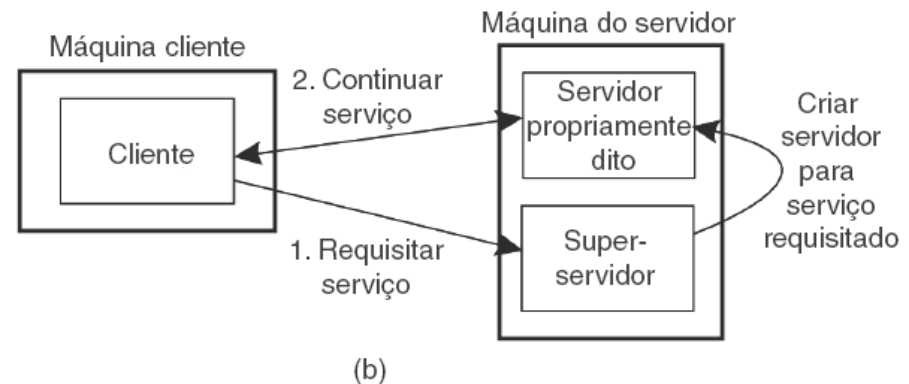 Máquina cliente
Máquina do servidor
Cliente
2. Continuar
serviço
Servidor
propriamente
dito
Criar
servidor
para
serviço
requisitado
1. Requisitar
serviço
Super-
servidor
(b)